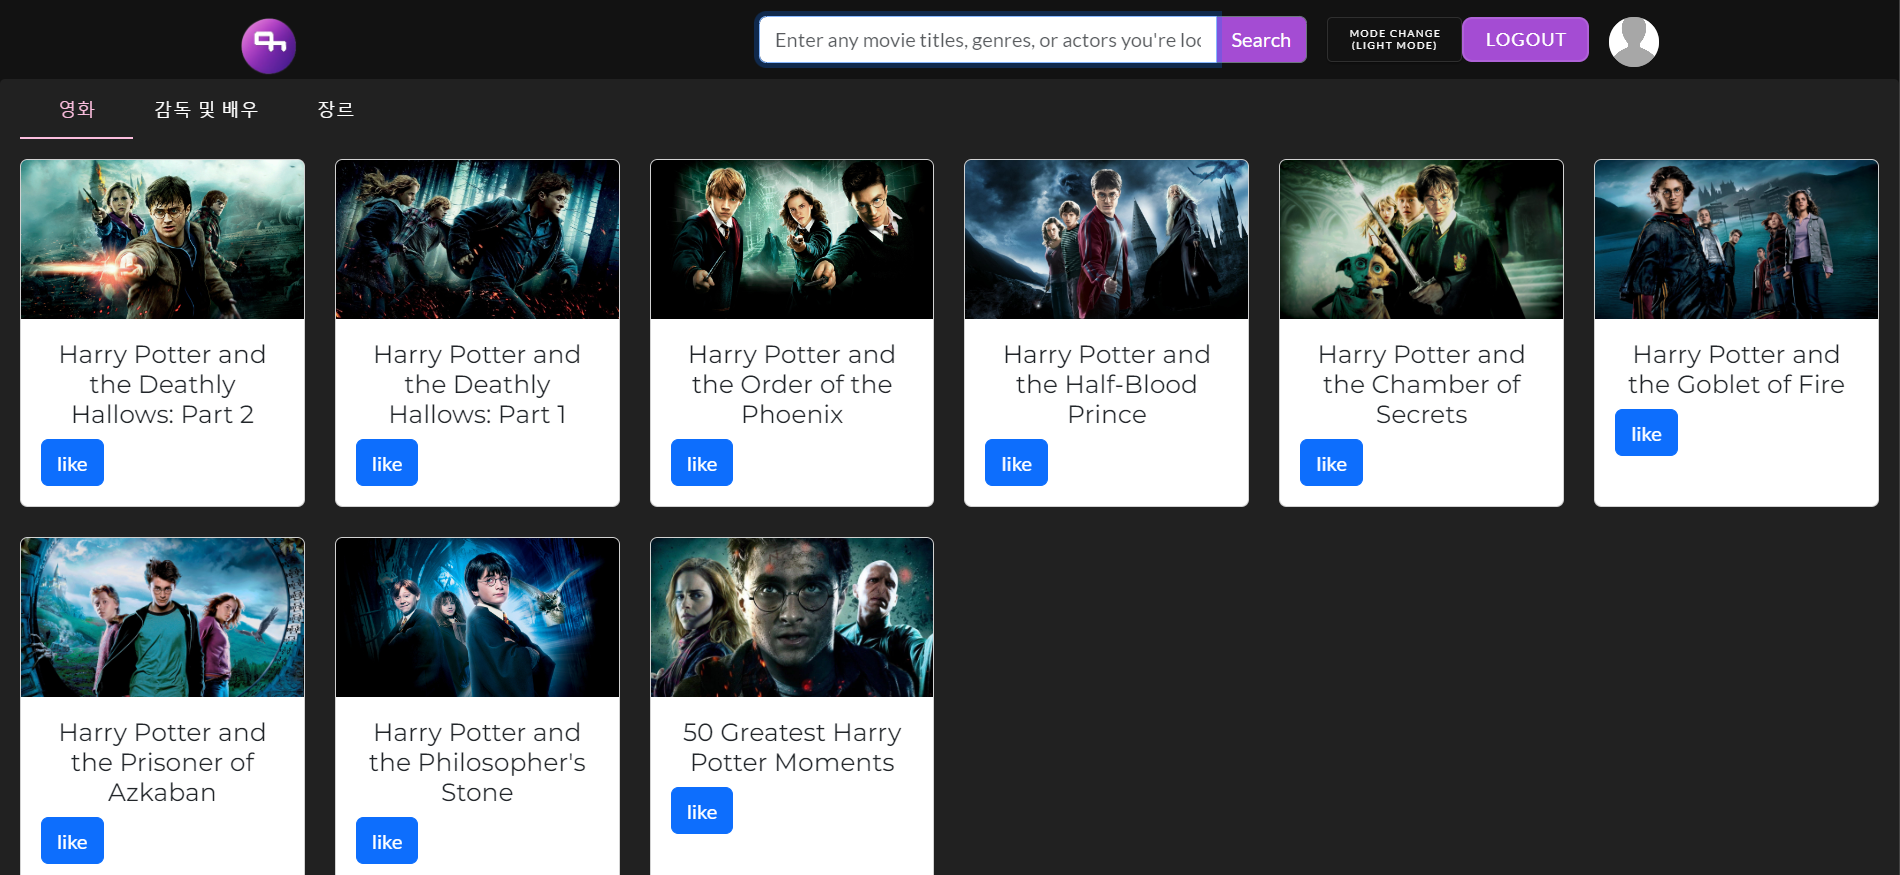 Enter any movie titles, genres, or actors you're loc
Search
MODE CHANGE
(LIGHT MODE)
LOGOUT
영화
감독 및 배우
장르
Harry Potter and
the Deathly
Hallows: Part 2
like
Harry Potter and
the Deathly
Hallows: Part 1
like
Harry Potter and
the Order of the
Phoenix
like
Harry Potter and
the Half-Blood
Prince
like
Harry Potter and
the Chamber of
Secrets
like
Harry Potter and
the Goblet of Fire
like
Harry Potter and
the Prisoner of
Azkaban
like
Harry Potter and
the Philosopher's
Stone
like
50 Greatest Harry
Potter Moments
like